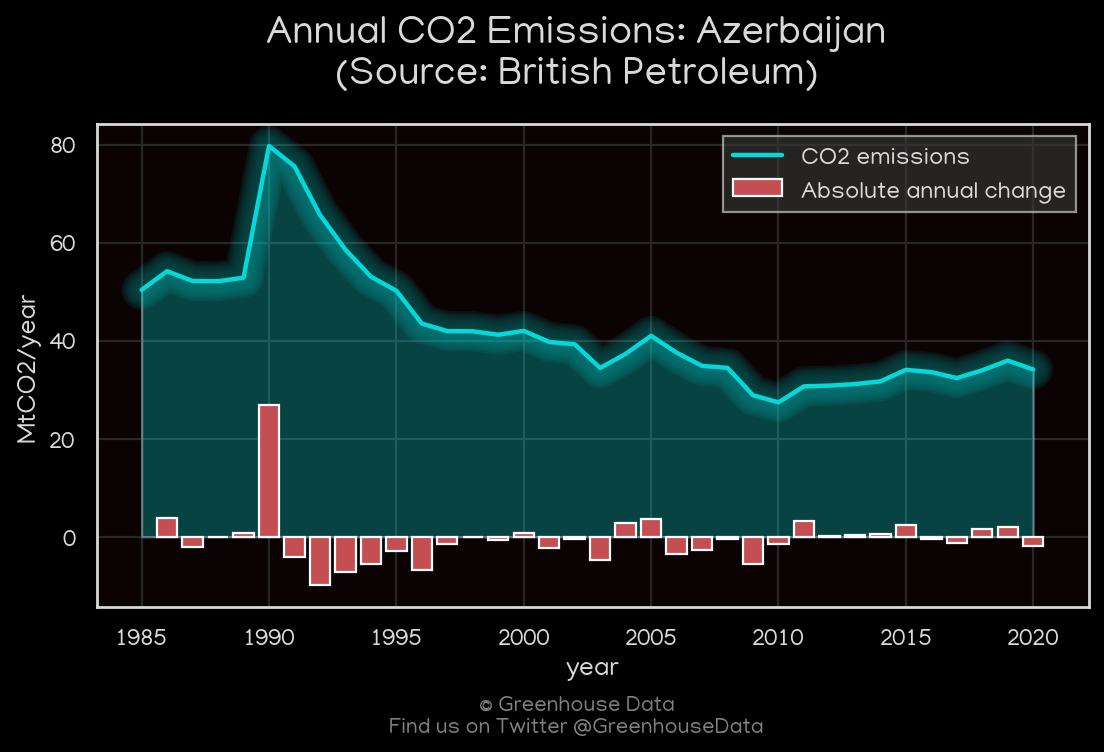 Annual CO2 Emissions: Azerbaijan
(Source: British Petroleum)
CO2 emissions
Absolute annual change
MtCO2/year
80
60
40
20
0
1985 1990 1995 2000 2005 2010 2015 2020
year
© Greenhouse Data
Find us on Twitter @GreenhouseData